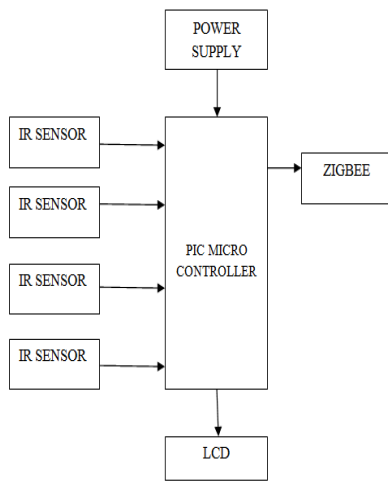 POWER
SUPPLY
IR SENSOR
IR SENSOR
IR SENSOR
IR SENSOR
PIC MICRO
CONTROLLER
ZIGBEE
LCD